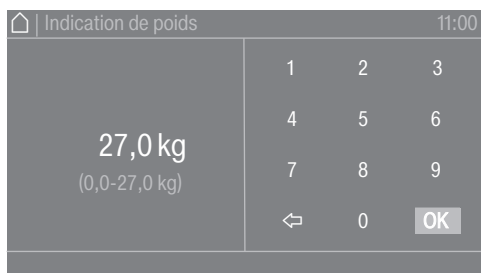 | Indication de poids 11:00
1 2 3
4 5 6
27,0 kg
(0,0-27,0 kg)
7 8 9
0 OK